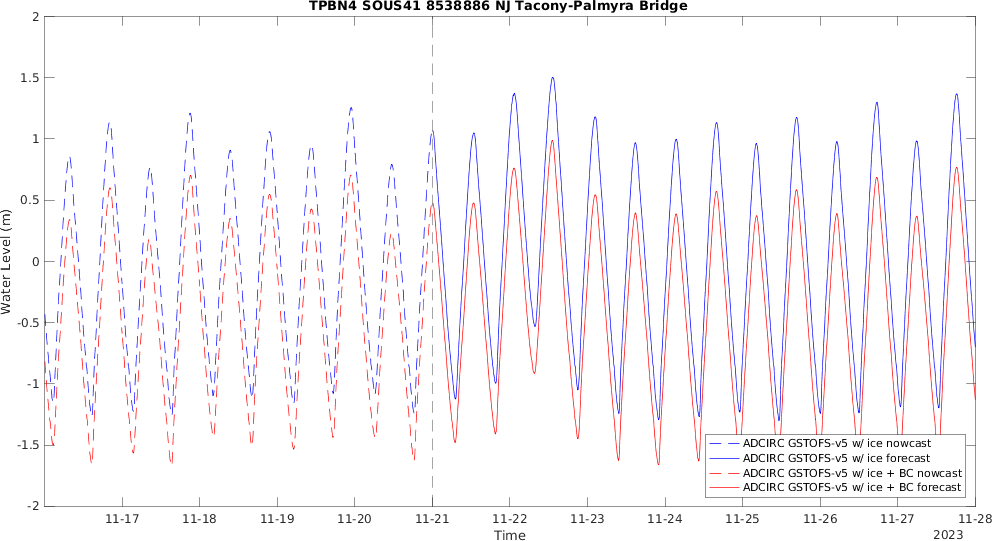 TPBN4 SOUS41 8538886 NJ Tacony-Palmyra Bridge
2
1.5
1
0.5
0
-0.5
-1
-1.5
-2
Water Level (m)
ADCIRC GSTOFS-v5 w/ ice nowcast
ADCIRC GSTOFS-v5 w/ ice forecast
ADCIRC GSTOFS-v5 w/ ice + BC nowcast
ADCIRC GSTOFS-v5 w/ ice + BC forecast
11-17 11-18 11-19 11-20 11-21 11-22 11-23 11-24 11-25 11-26 11-27 11-28
Time
2023